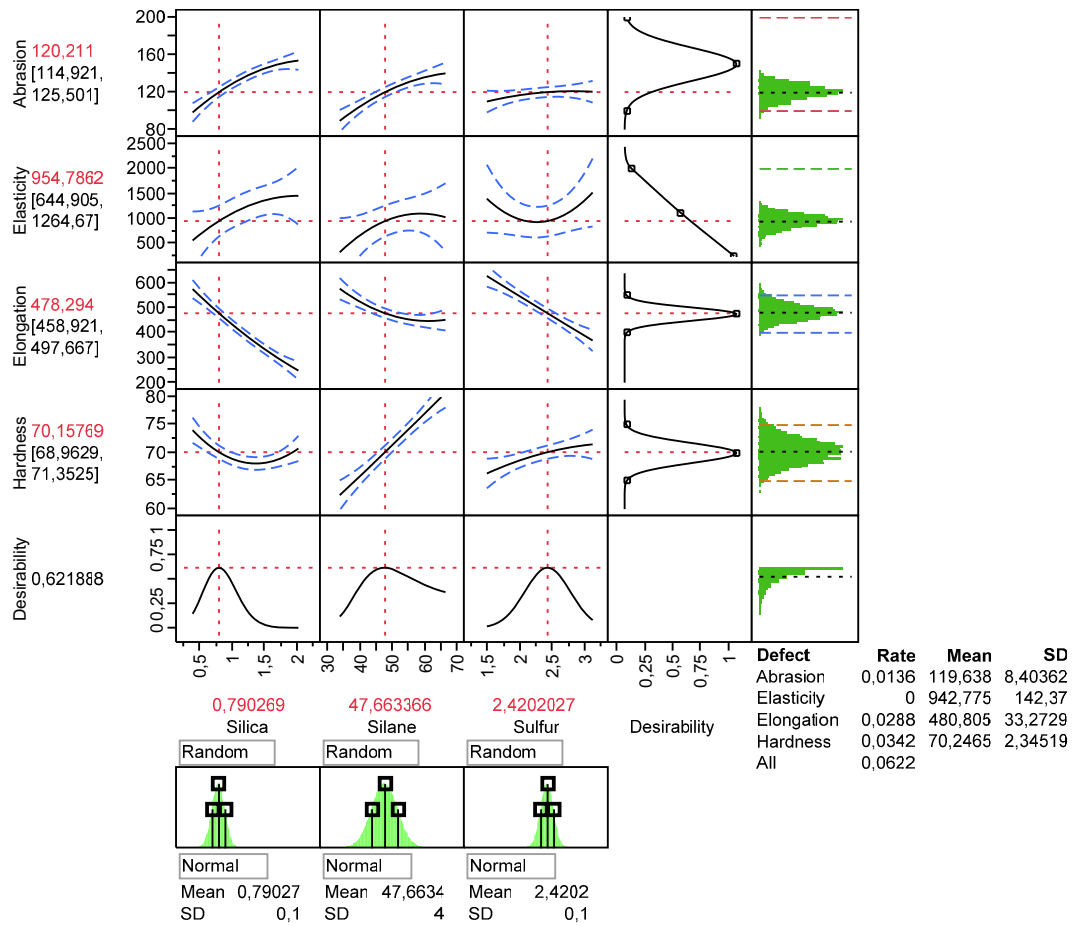 200
160
120
80
Abrasion
120,211
[114,921,
125,501]
2500
2000
1500
1000
500
Elasticity
954,7862
[644,905,
1264,67]
600
500
400
300
200
Elongation
478,294
[458,921,
497,667]
80
75
70
65
60
Hardness
70,15769
[68,9629,
71,3525]
1
0,75
0,25
0
Desirability
0,621888
0,5 1 1,5 2
30 40 50 60 70
1,5 2 2,5 3
0 0,25 0,5 0,75 1
0,790269 47,663366 2,4202027
Silica Silane Sulfur Desirability
Defect Rate Mean SD
Abrasion 0,0136 119,638 8,40362
Elasticity 0 942,775 142,37
Elongation 0,0288 480,805 33,2729
Hardness 0,0342 70,2465 2,34519
All 0,0622
Random Random Random
Normal Normal Normal
Mean 0,79027 Mean 47,6634 Mean 2,4202
SD 0,1 SD 4 SD 0,1